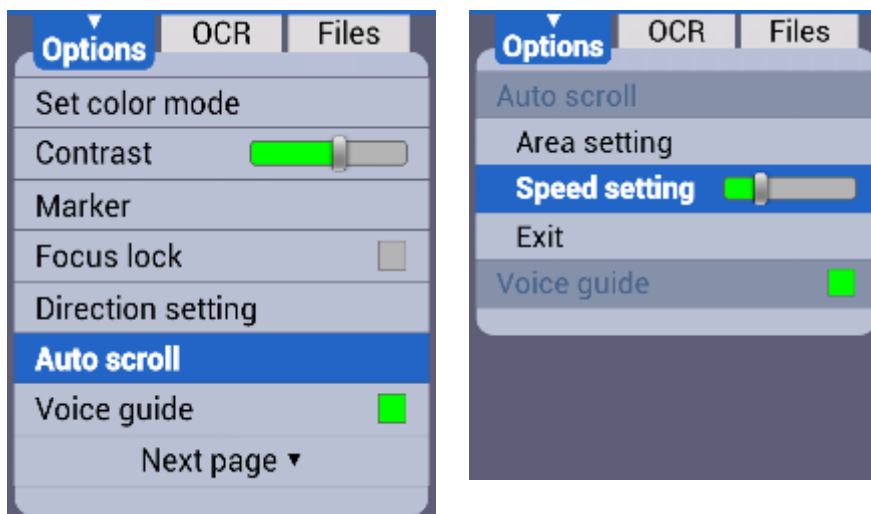 Options OCR Files
Set color mode
Contrast
Marker
Focus lock
Direction setting
Auto scroll
Voice guide
Next page ▼
Options OCR Files
Auto scroll
Area setting
Speed setting
Exit
Voice guide